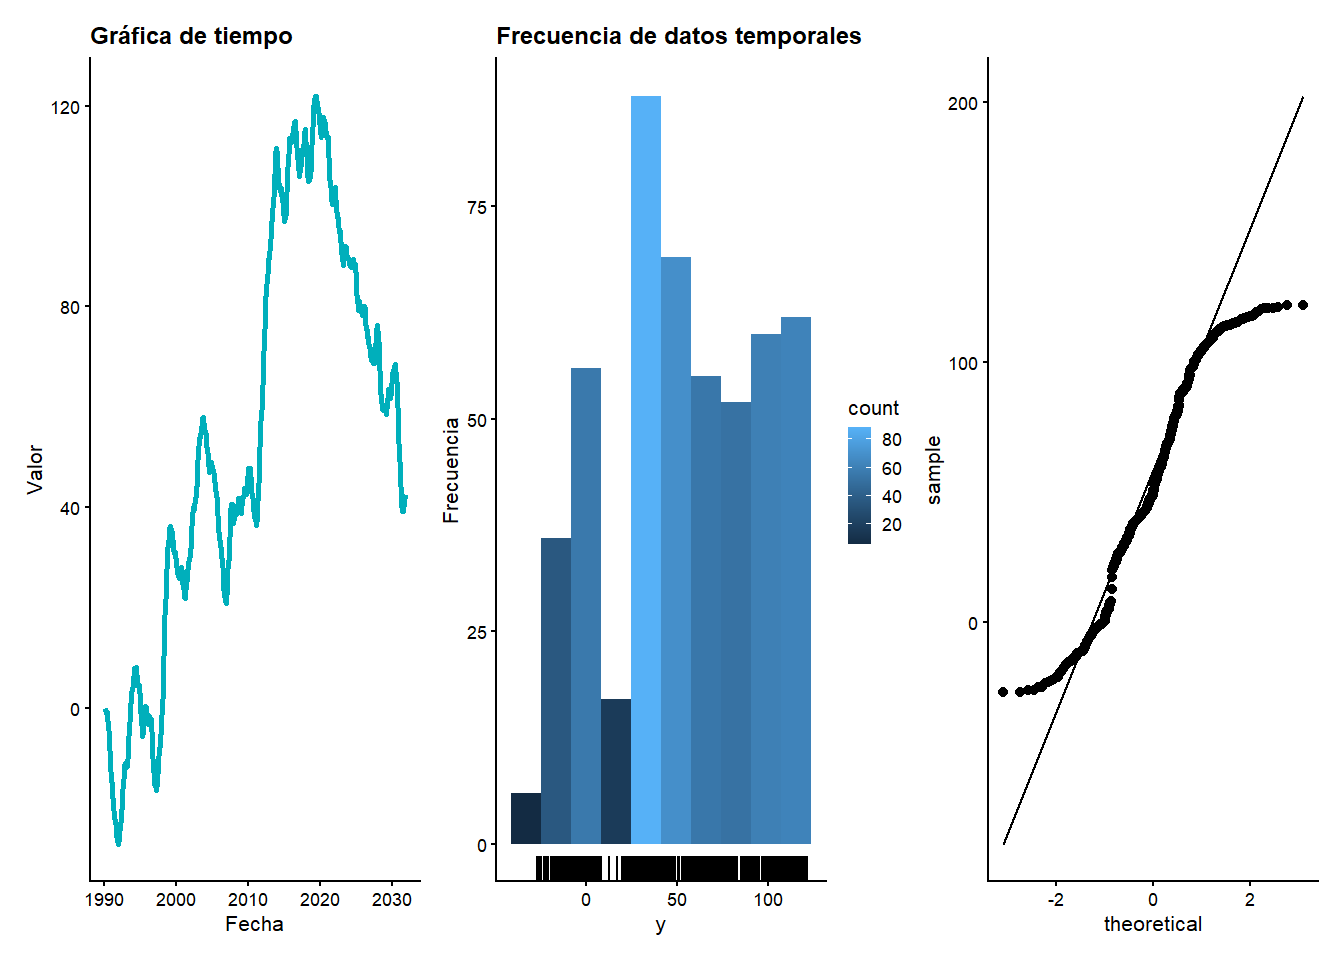 Gráfica de tiempo
Valor
120
80
40
0
1990 2000 2010 2020 2030
Fecha
Frecuencia de datos temporales
Frecuencia
75
50
25
0
0 50 100
y
count
80
60
40
20
sample
200
100
0
-2 0 2
theoretical